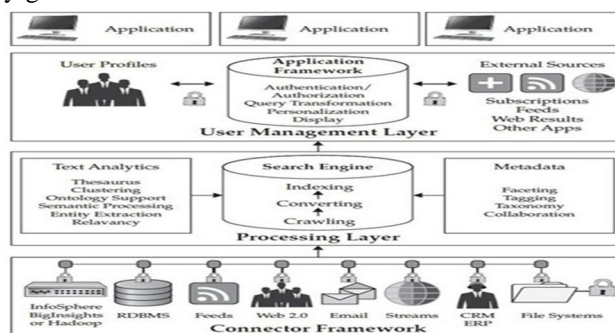 Application
Application
Application
User Profiles
Application
Framework
Authentication/
Authorization
Query Transformation
Personalization
Display
External Sources
Subscriptions
Feeds
Web Results
Other Apps
User Management Layer
Text Analytics
Thesaurus
Clustering
Ontology Support
Semantic Processing
Entity Extraction
Relavancy
Search Engine
Indexing
Converting
Crawling
Metadata
Faceting
Tagging
Taxonomy
Collaboration
Processing Layer
InfoSphere
BigInsights
or Hadoop
RDBMS
Feeds
Web 2.0
Email
Streams
CRM
ERP
File Systems
Connector Framework